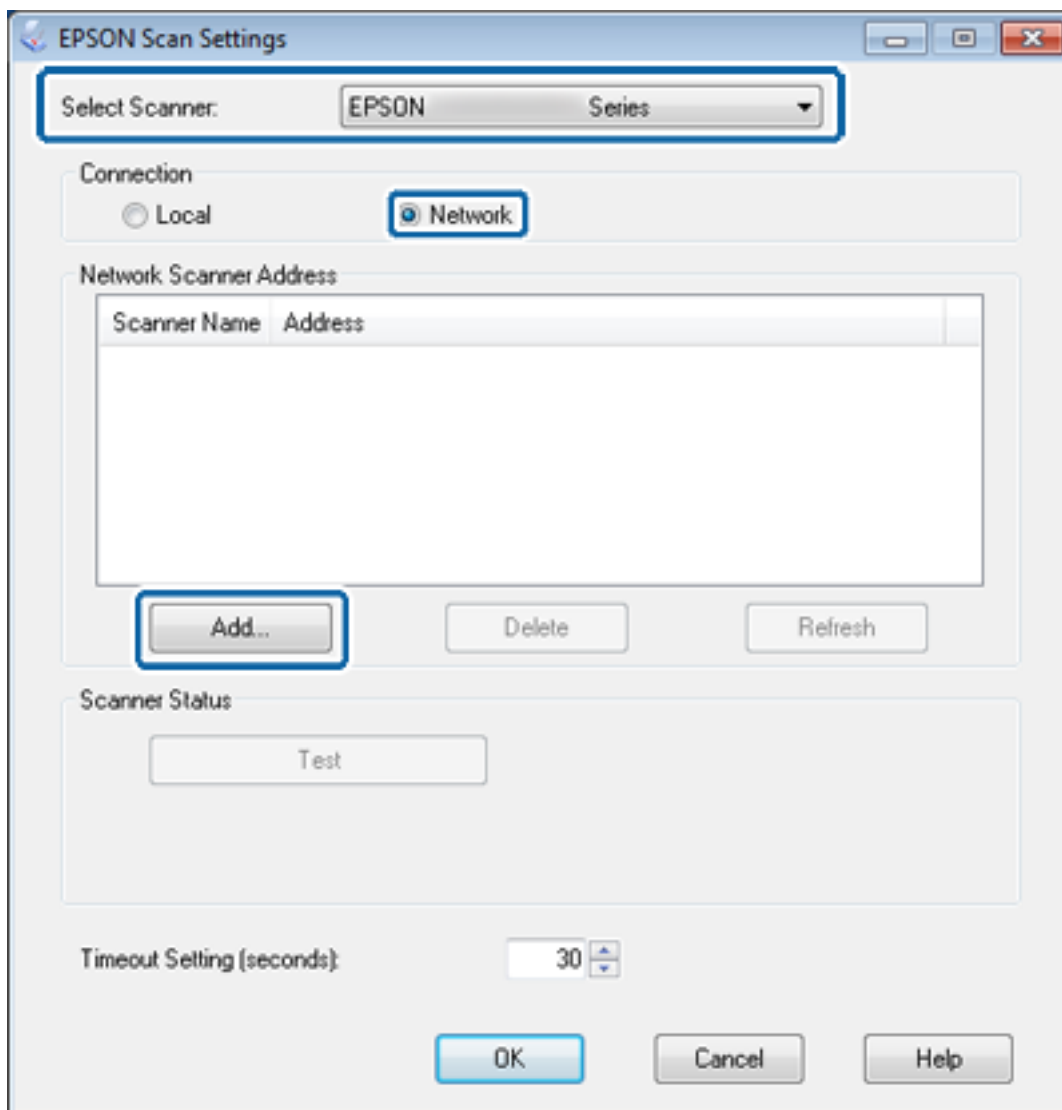 EPSON Scan Settings
Select Scanner: EPSON Series
Connection
Local Network
Network Scanner Address
Scanner Name Address
Add... Delete Refresh
Scanner Status
Test
Timeout Setting (seconds): 30
OK Cancel Help